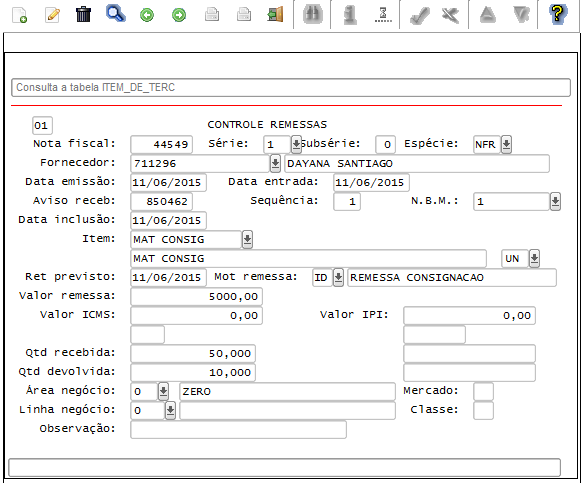 Consulta a tabela ITEM_DE_TERC
01 CONTROLE REMESSAS
Nota fiscal: 44549 Série: 1 Subsérie: 0 Espécie: NFR
Fornecedor: 711296 DAYANA SANTIAGO
Data emissão: 11/06/2015 Data entrada: 11/06/2015
Aviso receb: 850462 Sequência: 1 N.B.M.: 1
Data inclusão: 11/06/2015
Item: MAT CONSIG
MAT CONSIG UN
Ret previsto: 11/06/2015 Mot remessa: ID REMESSA CONSIGNACAO
Valor remessa: 5000,00
Valor ICMS: 0,00 Valor IPI: 0,00
Qtd recebida: 50,000
Qtd devolvida: 10,000
Área negócio: 0 ZERO Mercado:
Linha negócio: 0 Classe:
Observação: